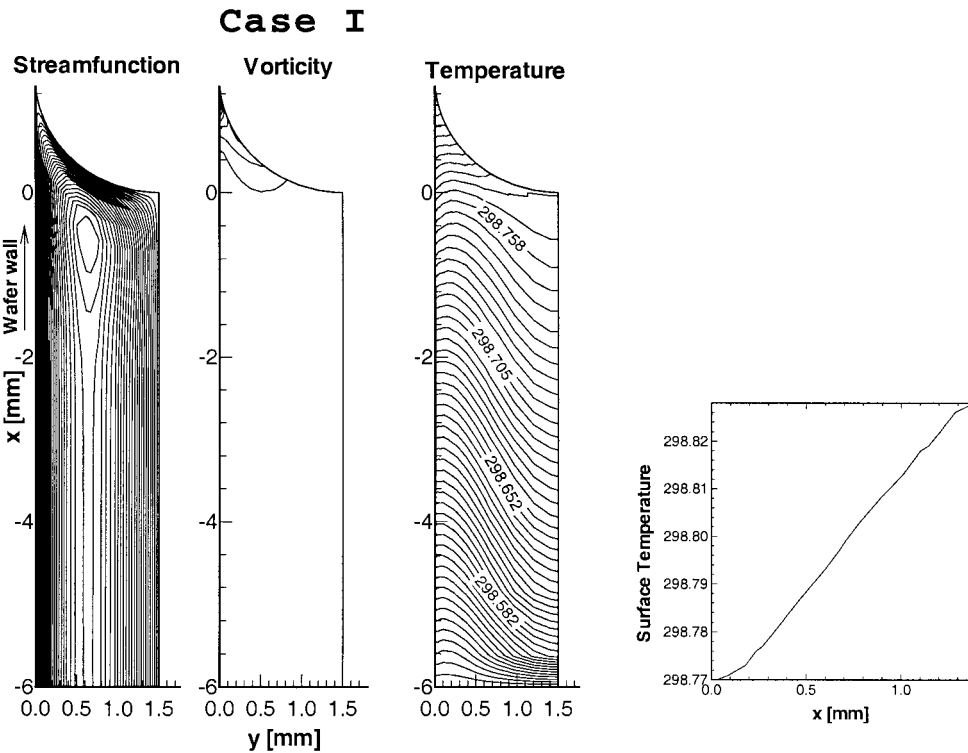 Case I
Streamfunction
Vorticity
Temperature
0
0
0
298.758
Wafer wall
-2
-2
-2
298.705
x [mm]
298.652
-4
-4
-4
298.582
-6
-6
-6
0.0 0.5 1.0 1.5
0.0 0.5 1.0 1.5
0.0 0.5 1.0 1.5
y [mm]
Surface Temperature
298.82
298.81
298.80
298.79
298.78
298.77
0.0 0.5 1.0
x [mm]